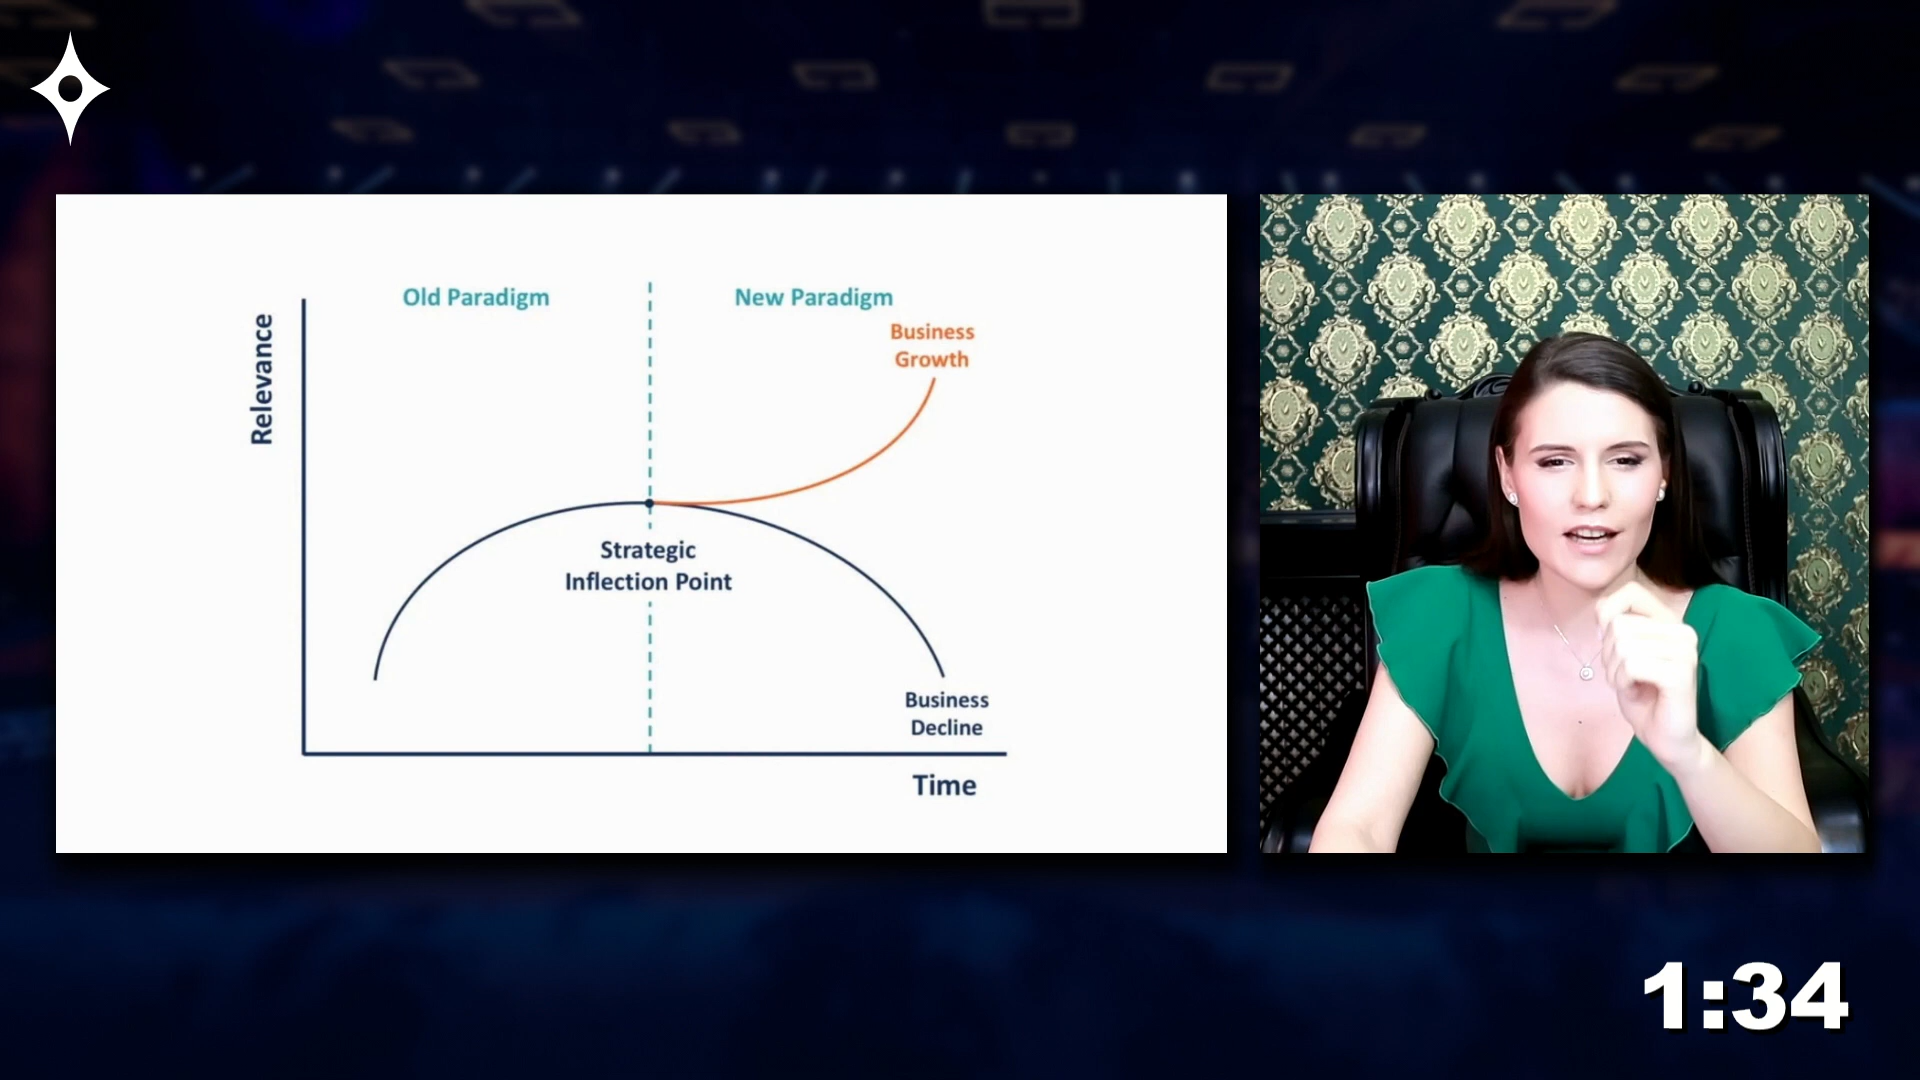 Old Paradigm
New Paradigm
Business
Growth
Relevance
Strategic
Inflection Point
Business
Decline
Time
1:34